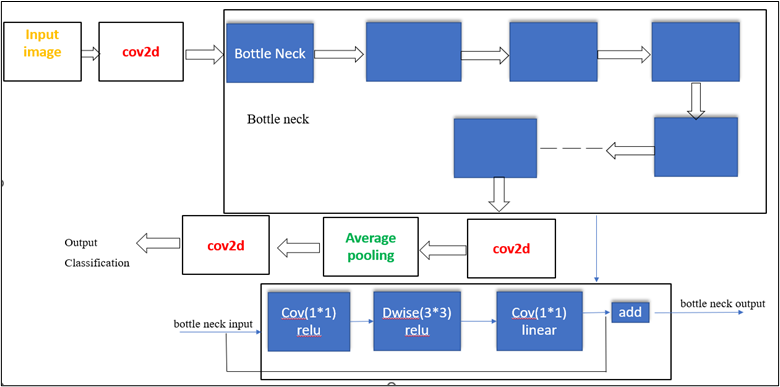 Input
image
cov2d
Bottle Neck
Bottle neck
cov2d
Average
pooling
cov2d
Output
Classification
bottle neck input
Cov(1*1)
relu
Dwise(3*3)
relu
Cov(1*1)
linear
add
bottle neck output